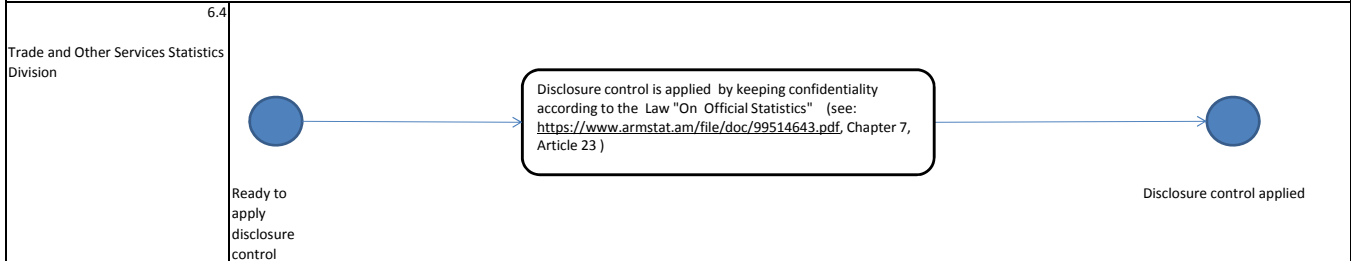 6.4
Trade and Other Services Statistics
Division
Disclosure control is applied  by keeping confidentiality
according to the  Law "On  Official Statistics"    (see:
https://www.armstat.am/file/doc/99514643.pdf, Chapter 7,
Article 23 )
Ready to
apply
disclosure
control
Disclosure control applied